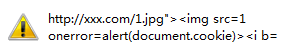 http://xxx.com/1.jpg"><img src=1
onerror=alert(document.cookie)><i b=